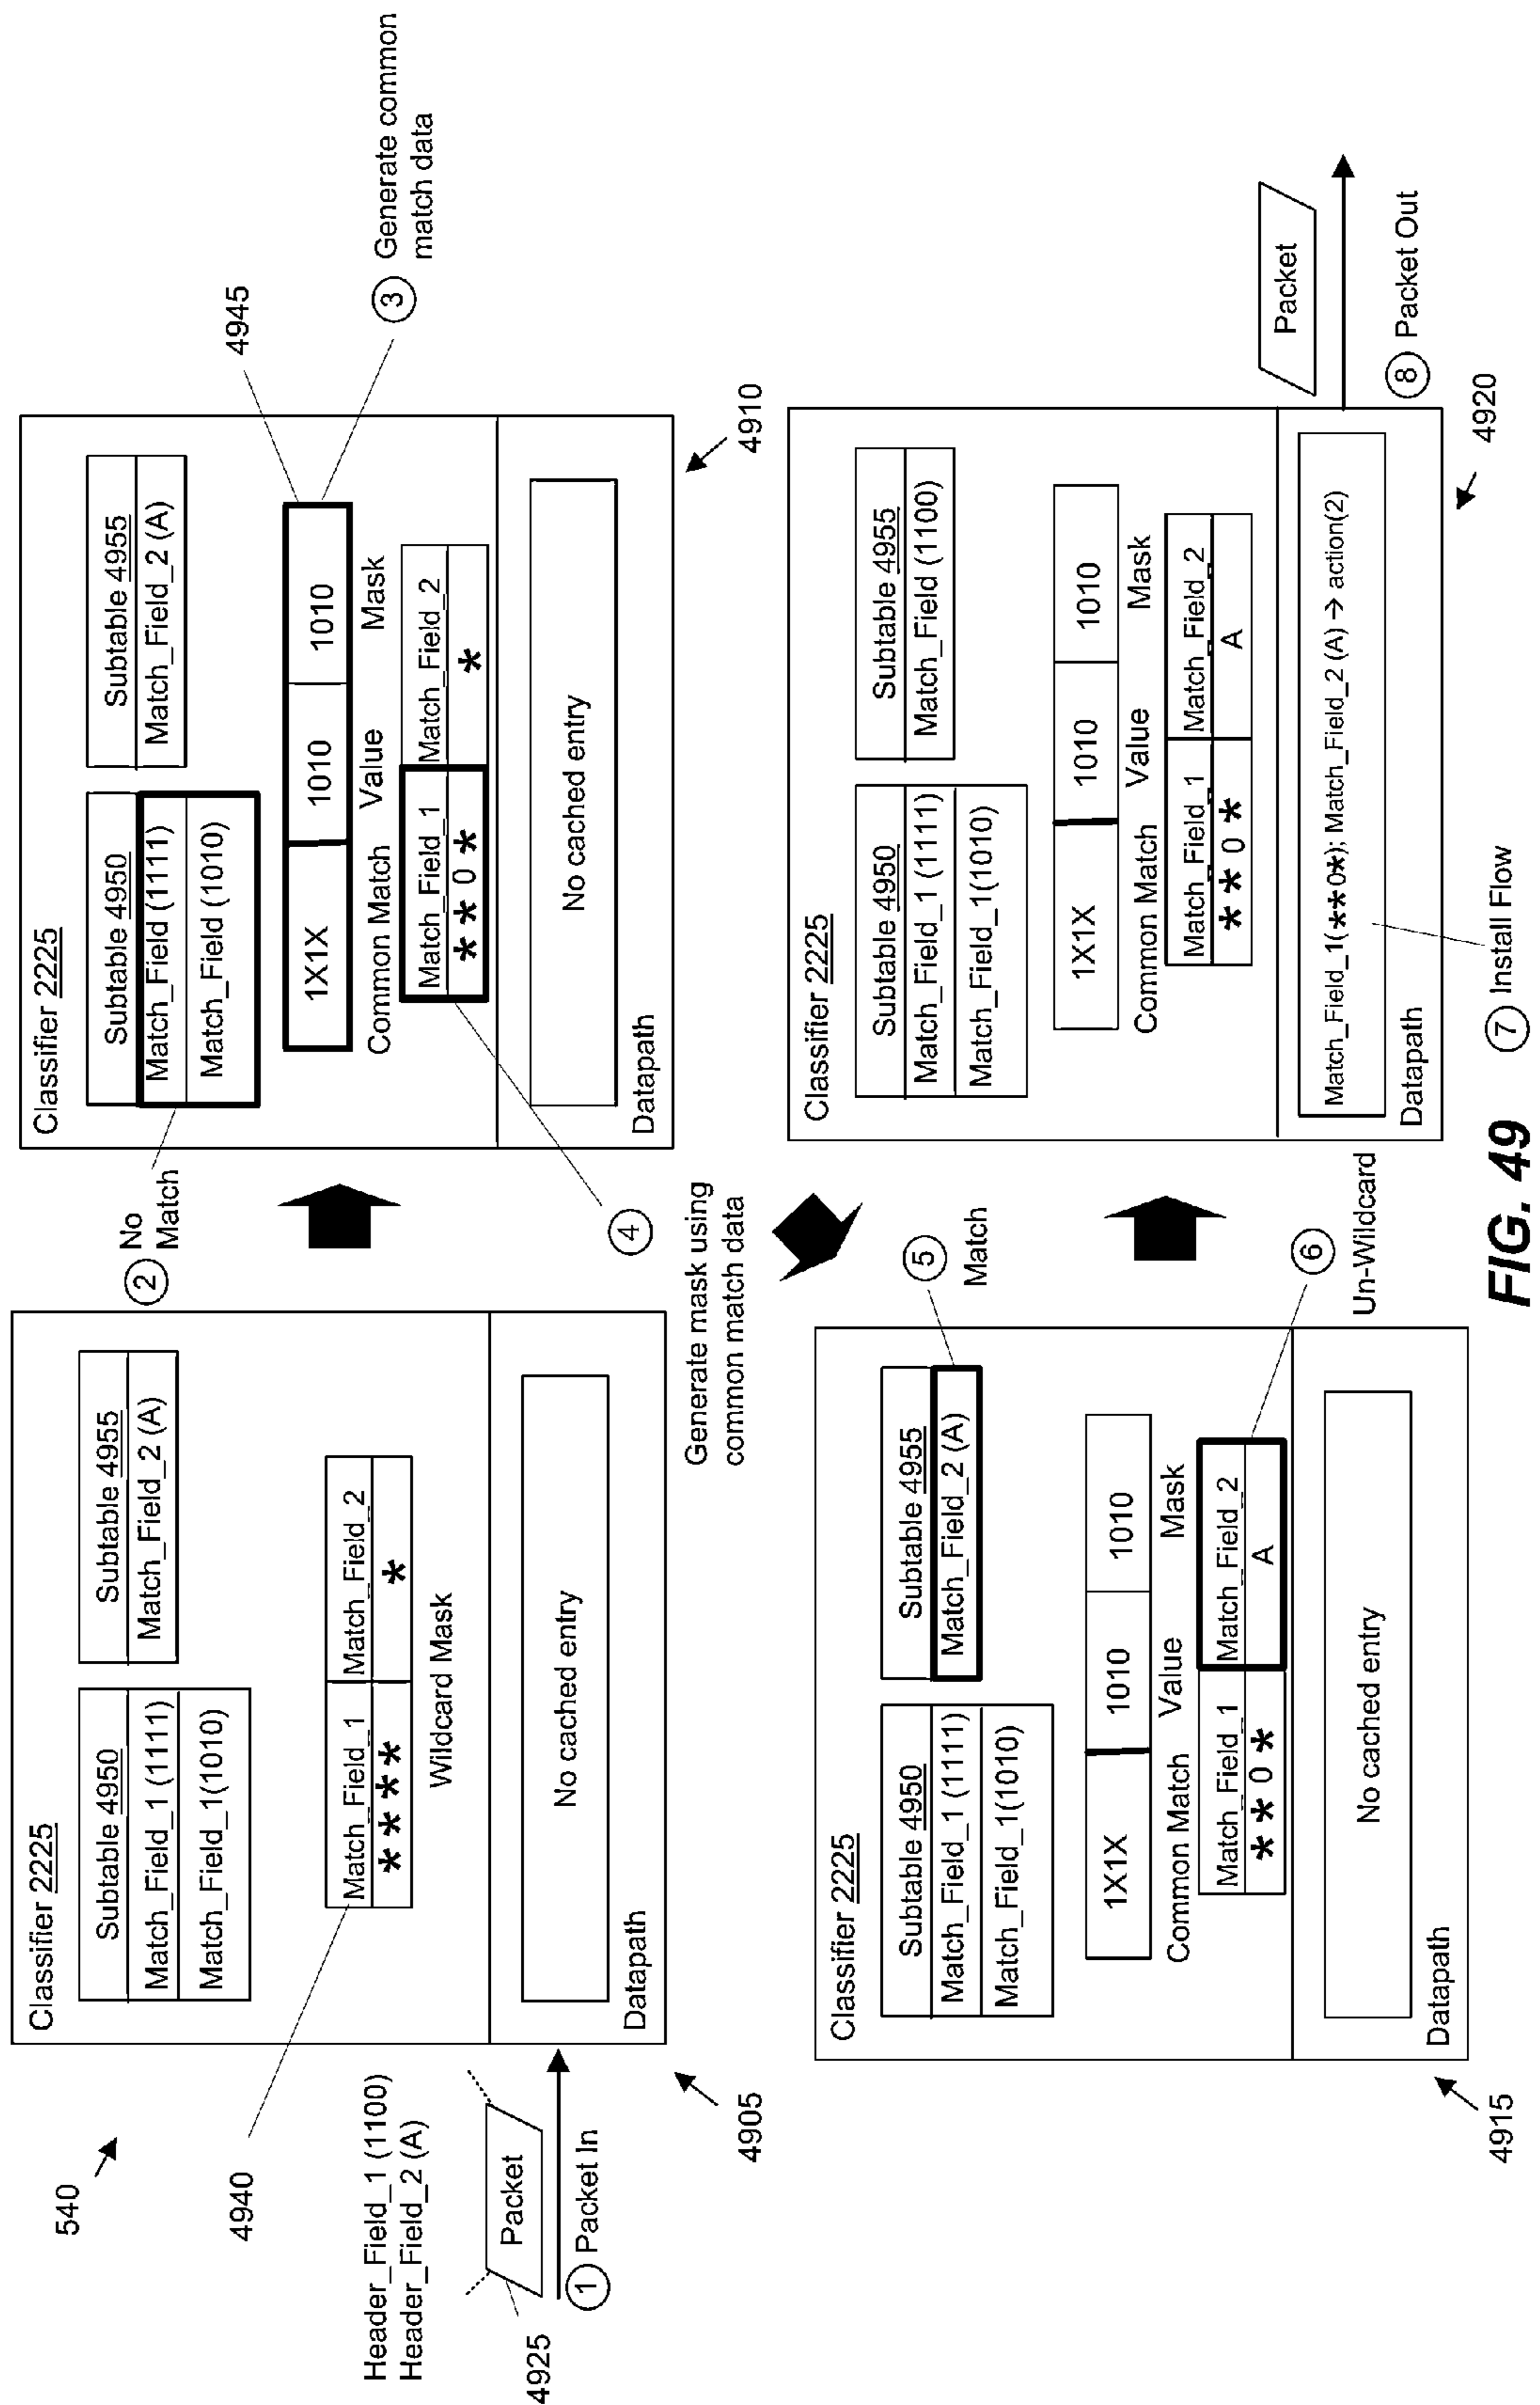 540
4940
Header_Field_1 (1100)
Header_Field_2 (A)
4925
Packet
1 Packet In
4905
Classifier 2225
Subtable 4950
Match_Field_1 (1111)
Match_Field_1(1010)
Subtable 4955
Match_Field_2 (A)
Match_Field_1
Match_Field_2
* * * *
*
Wildcard Mask
No cached entry
Datapath
2 No
Match
Classifier 2225
Subtable 4950
Match_Field (1111)
Match_Field (1010)
Subtable 4955
Match_Field_2 (A)
1X1X
1010
1010
Common Match
Value
Mask
Match_Field_1
Match_Field_2
* * 0 *
*
No cached entry
Datapath
4945
3 Generate common
match data
4910
4
Generate mask using
common match data
Classifier 2225
Subtable 4950
Match_Field_1 (1111)
Match_Field_1(1010)
Subtable 4955
Match_Field_2 (A)
1X1X
1010
1010
Common Match
Value
Mask
Match_Field_1
Match_Field_2
* * 0 *
A
No cached entry
Datapath
4915
5
Match
6
Un-Wildcard
Classifier 2225
Subtable 4950
Match_Field_1 (1111)
Match_Field_1(1010)
Subtable 4955
Match_Field (1100)
1X1X
1010
1010
Common Match
Value
Mask
Match_Field_1
Match_Field_2
* * 0 *
A
Match_Field_1(**0*); Match_Field_2 (A) → action(2)
Datapath
7 Install Flow
Packet
8 Packet Out
4920
FIG. 49